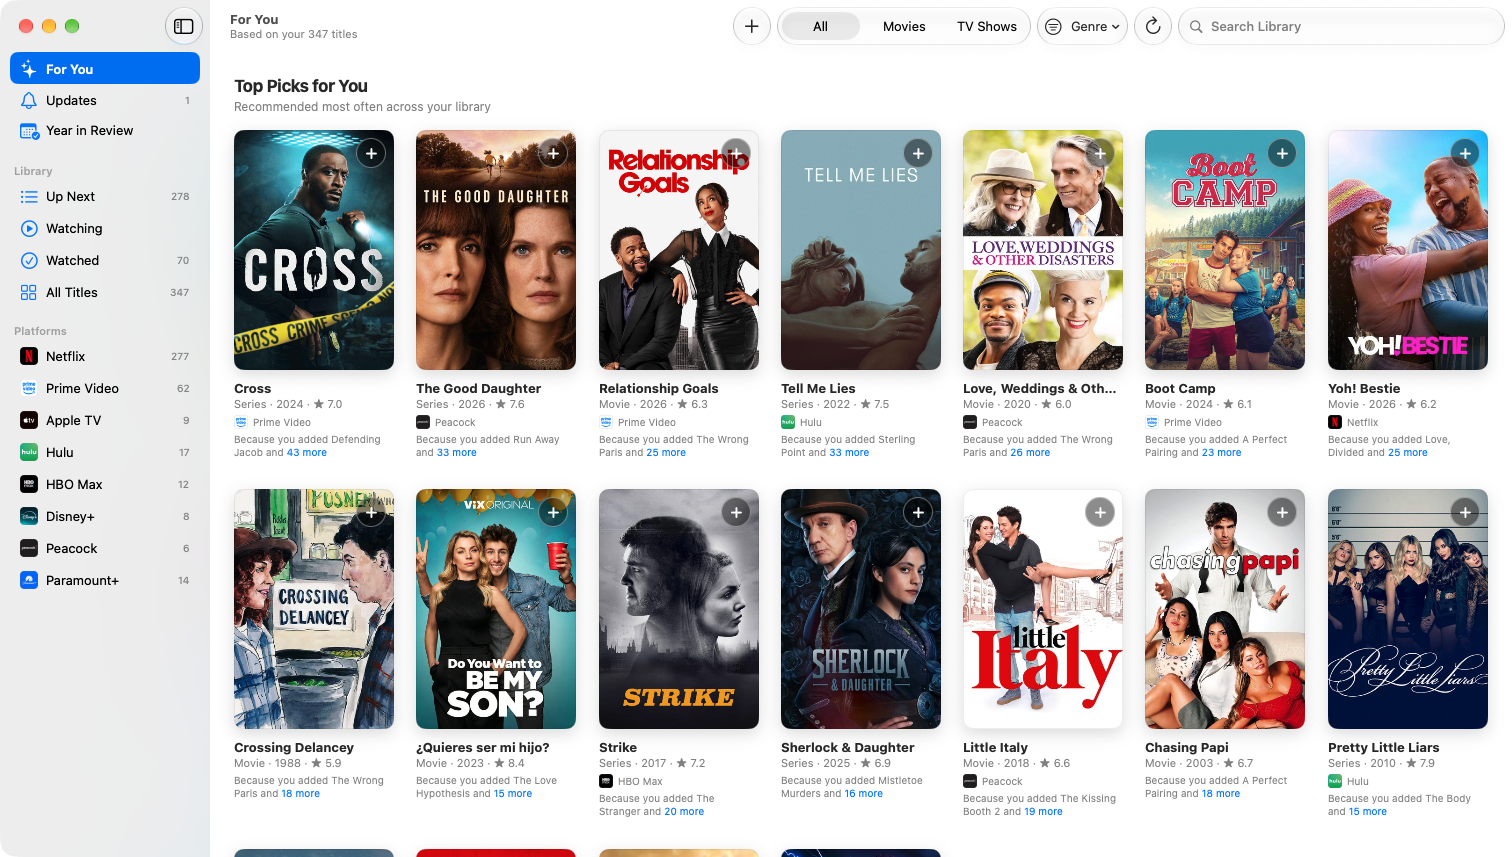 For You
Based on your 347 titles
All
Movies
TV Shows
Genre
Search Library
For You
Updates 1
Year in Review
Library
Up Next 278
Watching
Watched 70
All Titles 347
Platforms
Netflix 277
Prime Video 62
Apple TV 9
Hulu 17
HBO Max 12
Disney+ 8
Peacock 6
Paramount+ 14
Top Picks for You
Recommended most often across your library
CROSS
CROSS CRIME SCENE
THE GOOD DAUGHTER
Relationship
Goals
TELL ME LIES
LOVE, WEDDINGS
& OTHER DISASTERS
Boot
CAMP
YOH! BESTIE
Cross
Series · 2024 · ★ 7.0
Prime Video
Because you added Defending
Jacob and 43 more
The Good Daughter
Series · 2026 · ★ 7.6
Peacock
Because you added Run Away
and 33 more
Relationship Goals
Movie · 2026 · ★ 6.3
Prime Video
Because you added The Wrong
Paris and 25 more
Tell Me Lies
Series · 2022 · ★ 7.5
Hulu
Because you added Sterling
Point and 33 more
Love, Weddings & Oth...
Movie · 2020 · ★ 6.0
Peacock
Because you added The Wrong
Paris and 26 more
Boot Camp
Movie · 2024 · ★ 6.1
Prime Video
Because you added A Perfect
Pairing and 23 more
Yoh! Bestie
Movie · 2026 · ★ 6.2
Netflix
Because you added Love,
Divided and 25 more
CROSSING
DELANCEY
ViX ORIGINAL
Do You Want to
BE MY
SON?
STRIKE
SHERLOCK
& DAUGHTER
little
Italy
chasing papi
6'0"
5'0"
Pretty Little Liars
Crossing Delancey
Movie · 1988 · ★ 5.9
Because you added The Wrong
Paris and 18 more
¿Quieres ser mi hijo?
Movie · 2023 · ★ 8.4
Because you added The Love
Hypothesis and 15 more
Strike
Series · 2017 · ★ 7.2
HBO Max
Because you added The
Stranger and 20 more
Sherlock & Daughter
Series · 2025 · ★ 6.9
Because you added Mistletoe
Murders and 16 more
Little Italy
Movie · 2018 · ★ 6.6
Peacock
Because you added The Kissing
Booth 2 and 19 more
Chasing Papi
Movie · 2003 · ★ 6.7
Because you added A Perfect
Pairing and 18 more
Pretty Little Liars
Series · 2010 · ★ 7.9
Hulu
Because you added The Body
and 15 more